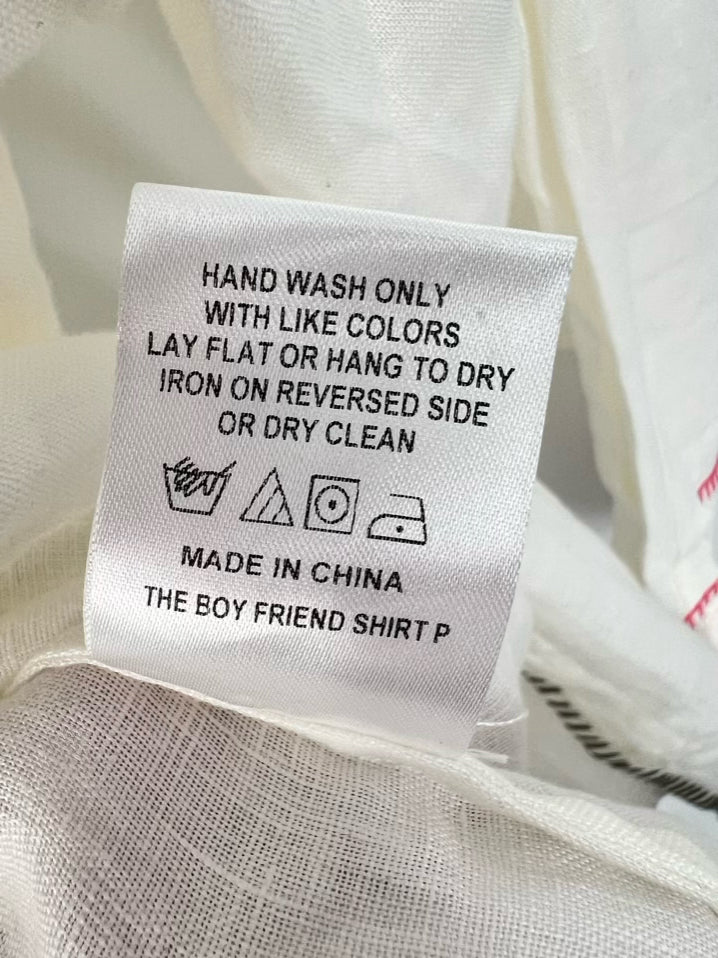 HAND WASH ONLY
WITH LIKE COLORS
LAY FLAT OR HANG TO DRY
IRON ON REVERSED SIDE
OR DRY CLEAN
MADE IN CHINA
THE BOY FRIEND SHIRT P